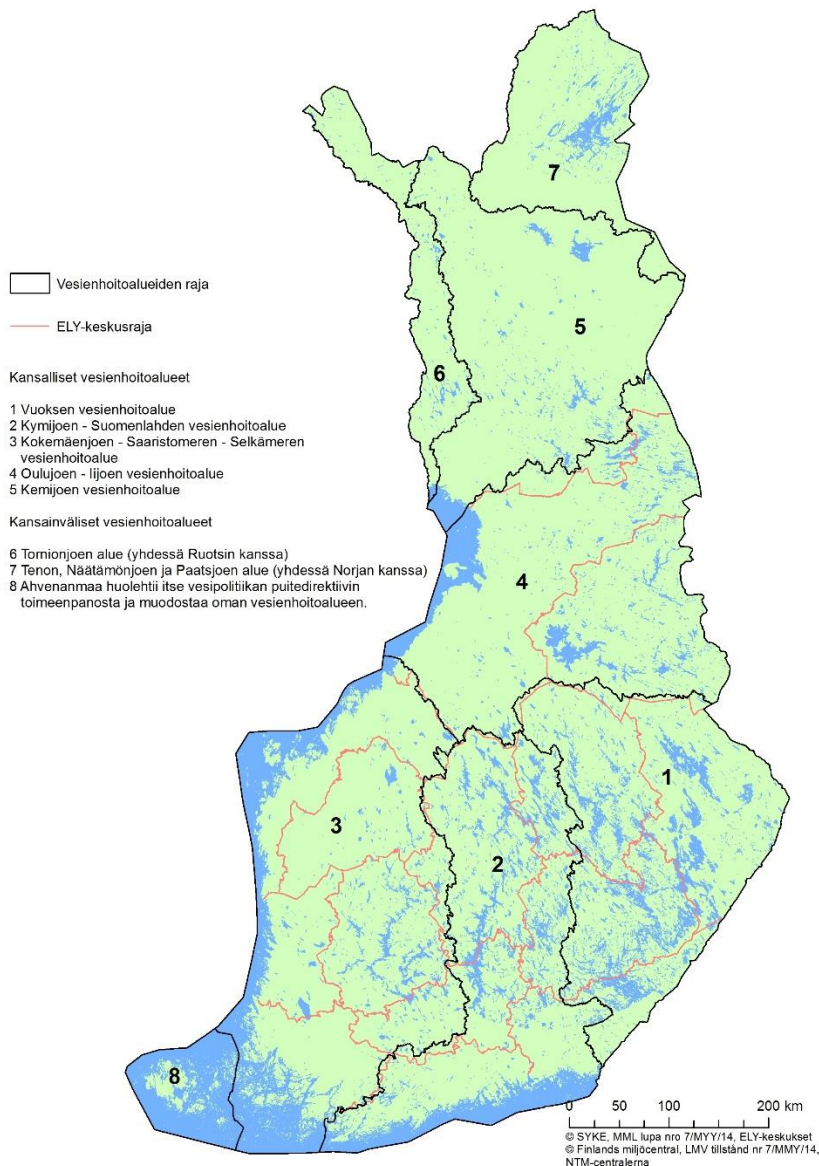 Vesienhoitoalueiden raja
ELY-keskusraja
Kansalliset vesienhoitoalueet
1 Vuoksen vesienhoitoalue
2 Kymijoen - Suomenlahden vesienhoitoalue
3 Kokemäenjoen - Saaristomeren - Selkämeren
vesienhoitoalue
4 Oulujoen - Iijoen vesienhoitoalue
5 Kemijoen vesienhoitoalue
Kansainväliset vesienhoitoalueet
6 Tornionjoen alue (yhdessä Ruotsin kanssa)
7 Tenon, Näätämönjoen ja Paatsjoen alue (yhdessä Norjan kanssa)
8 Ahvenanmaa huolehtii itse vesipolitiikan puitedirektiivin
toimeenpanosta ja muodostaa oman vesienhoitoalueen.
7
5
6
4
1
3
2
8
0 50 100 200 km
© SYKE, MML lupa nro 7/MYY/14, ELY-keskukset
© Finlands miljöcentral, LMV tillstånd nr 7/MMY/14,
NTM-centralerna